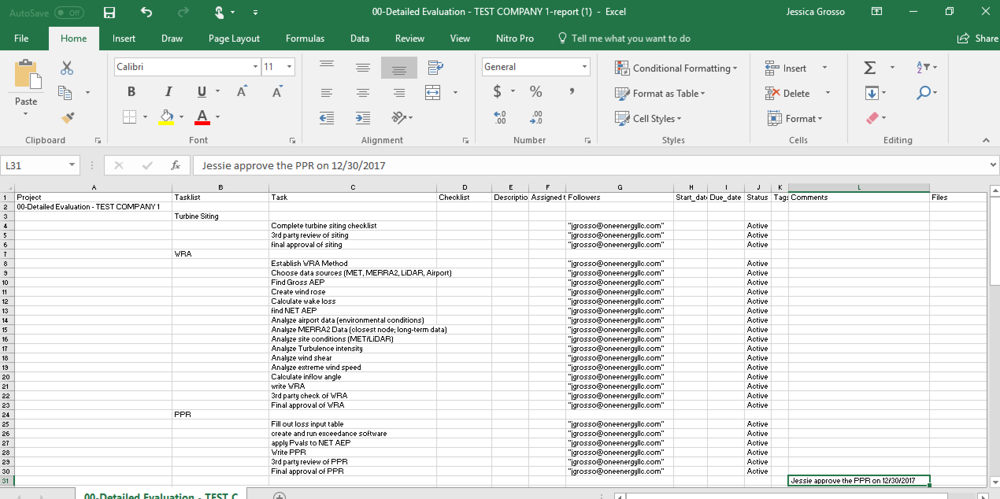 AutoSave Off 00-Detailed Evaluation - TEST COMPANY 1-report (1) - Excel Jessica Grosso
File Home Insert Draw Page Layout Formulas Data Review View Nitro Pro Tell me what you want to do Share
Calibri 11 General Conditional Formatting Insert
B I U A A $ % , Format as Table Delete
Paste
A Cell Styles Format
Clipboard Font Alignment Number Styles Cells Editing
L31 fx Jessie approve the PPR on 12/30/2017
A B C D E F G H I J K L
1 Project Tasklist Task Checklist Descriptio Assigned t Followers Start_dat Due_date Status Tags Comments Files
2 00-Detailed Evaluation - TEST COMPANY 1
3 Turbine Siting
4 Complete turbine siting checklist "jgrosso@oneenergyllc.com" Active
5 3rd party review of siting "jgrosso@oneenergyllc.com" Active
6 final approval of siting "jgrosso@oneenergyllc.com" Active
7 WRA
8 Establish WRA Method "jgrosso@oneenergyllc.com" Active
9 Choose data sources (MET, MERRA2, LiDAR, Airport) "jgrosso@oneenergyllc.com" Active
10 Find Gross AEP "jgrosso@oneenergyllc.com" Active
11 Create wind rose "jgrosso@oneenergyllc.com" Active
12 Calculate wake loss "jgrosso@oneenergyllc.com" Active
13 find NET AEP "jgrosso@oneenergyllc.com" Active
14 Analyze airport data (environmental conditions) "jgrosso@oneenergyllc.com" Active
15 Analyze MERRA2 Data (closest node; long-term data) "jgrosso@oneenergyllc.com" Active
16 Analyze site conditions (MET/LiDAR) "jgrosso@oneenergyllc.com" Active
17 Analyze Turbulence intensity "jgrosso@oneenergyllc.com" Active
18 Analyze wind shear "jgrosso@oneenergyllc.com" Active
19 Analyze extreme wind speed "jgrosso@oneenergyllc.com" Active
20 Calculate inflow angle "jgrosso@oneenergyllc.com" Active
21 write WRA "jgrosso@oneenergyllc.com" Active
22 3rd party check of WRA "jgrosso@oneenergyllc.com" Active
23 Final approval of WRA "jgrosso@oneenergyllc.com" Active
24 PPR
25 Fill out loss input table "jgrosso@oneenergyllc.com" Active
26 create and run exceedance software "jgrosso@oneenergyllc.com" Active
27 apply Pvals to NET AEP "jgrosso@oneenergyllc.com" Active
28 Write PPR "jgrosso@oneenergyllc.com" Active
29 3rd party review of PPR "jgrosso@oneenergyllc.com" Active
30 Final approval of PPR "jgrosso@oneenergyllc.com" Active
31 Jessie approve the PPR on 12/30/2017
00-Detailed Evaluation - TEST C